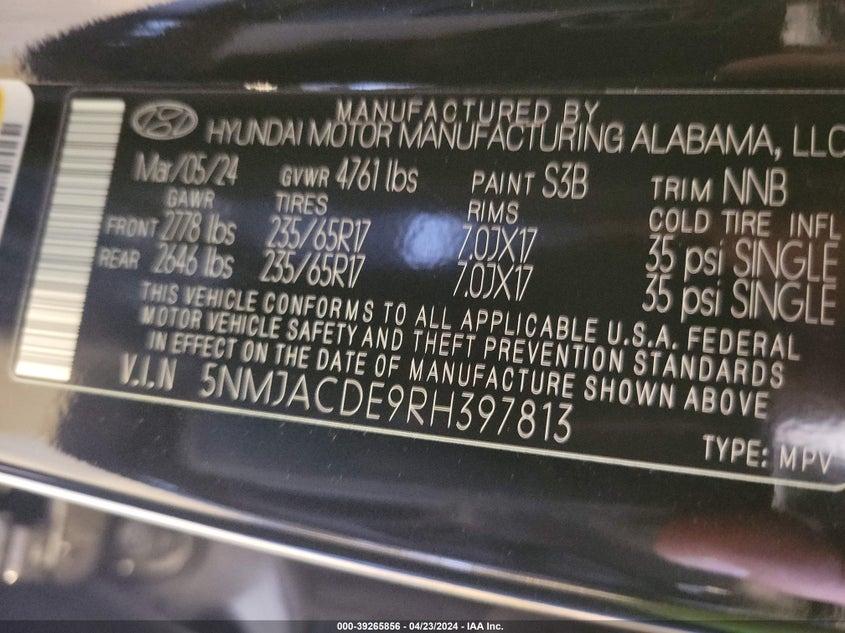 MANUFACTURED BY
HYUNDAI MOTOR MANUFACTURING ALABAMA, LLC
Mar/05/24 GVWR 4761 lbs PAINT S3B TRIM NNB
GAWR TIRES RIMS COLD TIRE INFL
FRONT 2778 lbs 235/65R17 7.0JX17 35 psi SINGLE
REAR 2646 lbs 235/65R17 7.0JX17 35 psi SINGLE
THIS VEHICLE CONFORMS TO ALL APPLICABLE U.S.A. FEDERAL
MOTOR VEHICLE SAFETY AND THEFT PREVENTION STANDARDS
IN EFFECT ON THE DATE OF MANUFACTURE SHOWN ABOVE
V.I.N 5NMJACDE9RH397813
TYPE: MPV
000-39265856 - 04/23/2024 - IAA Inc.